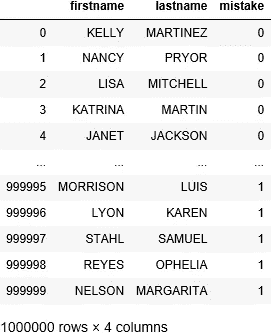 firstname lastname mistake
0 KELLY MARTINEZ 0
1 NANCY PRYOR 0
2 LISA MITCHELL 0
3 KATRINA MARTIN 0
4 JANET JACKSON 0
... ... ... ...
999995 MORRISON LUIS 1
999996 LYON KAREN 1
999997 STAHL SAMUEL 1
999998 REYES OPHELIA 1
999999 NELSON MARGARITA 1
1000000 rows × 4 columns